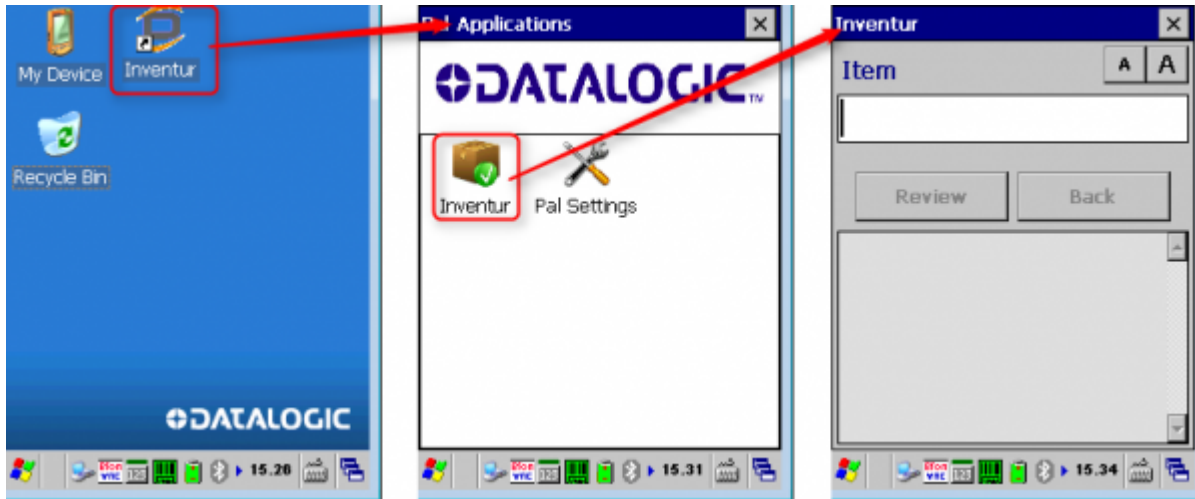 My Device
Inventur
Recycle Bin
DATALOGIC
15.28
Pal Applications
DATALOGIC™
Inventur
Pal Settings
15.31
Inventur
Item
A A
Review
Back
15.34